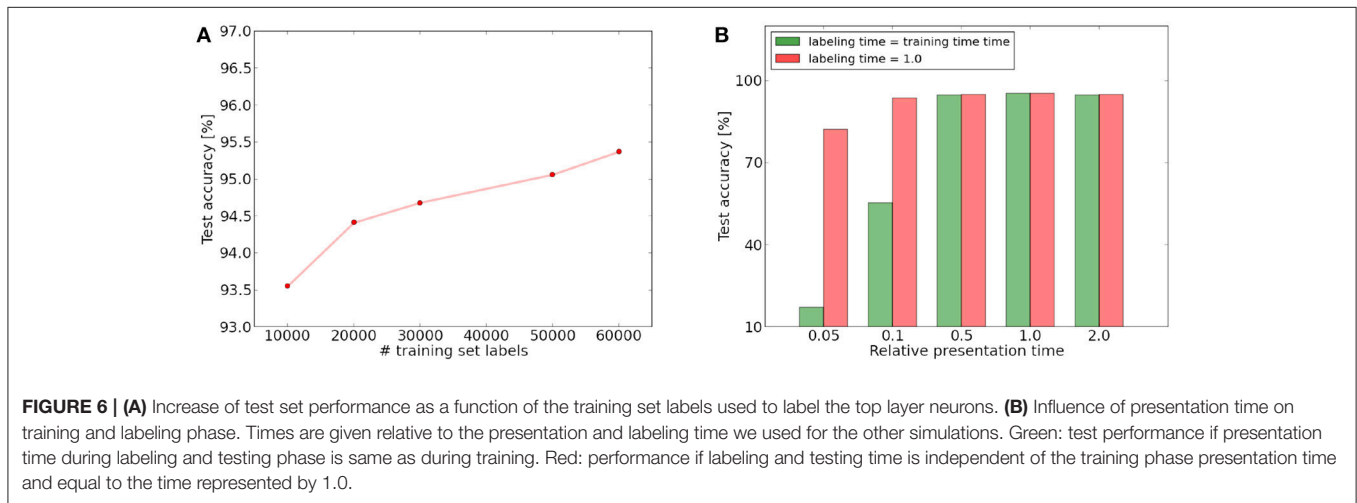 A
97.0
96.5
96.0
95.5
95.0
94.5
94.0
93.5
93.0
Test accuracy [%]
10000 20000 30000 40000 50000 60000
# training set labels
B
labeling time = training time time
labeling time = 1.0
100
70
40
10
Test accuracy [%]
0.05 0.1 0.5 1.0 2.0
Relative presentation time
FIGURE 6 | (A) Increase of test set performance as a function of the training set labels used to label the top layer neurons. (B) Influence of presentation time on
training and labeling phase. Times are given relative to the presentation and labeling time we used for the other simulations. Green: test performance if presentation
time during labeling and testing phase is same as during training. Red: performance if labeling and testing time is independent of the training phase presentation time
and equal to the time represented by 1.0.